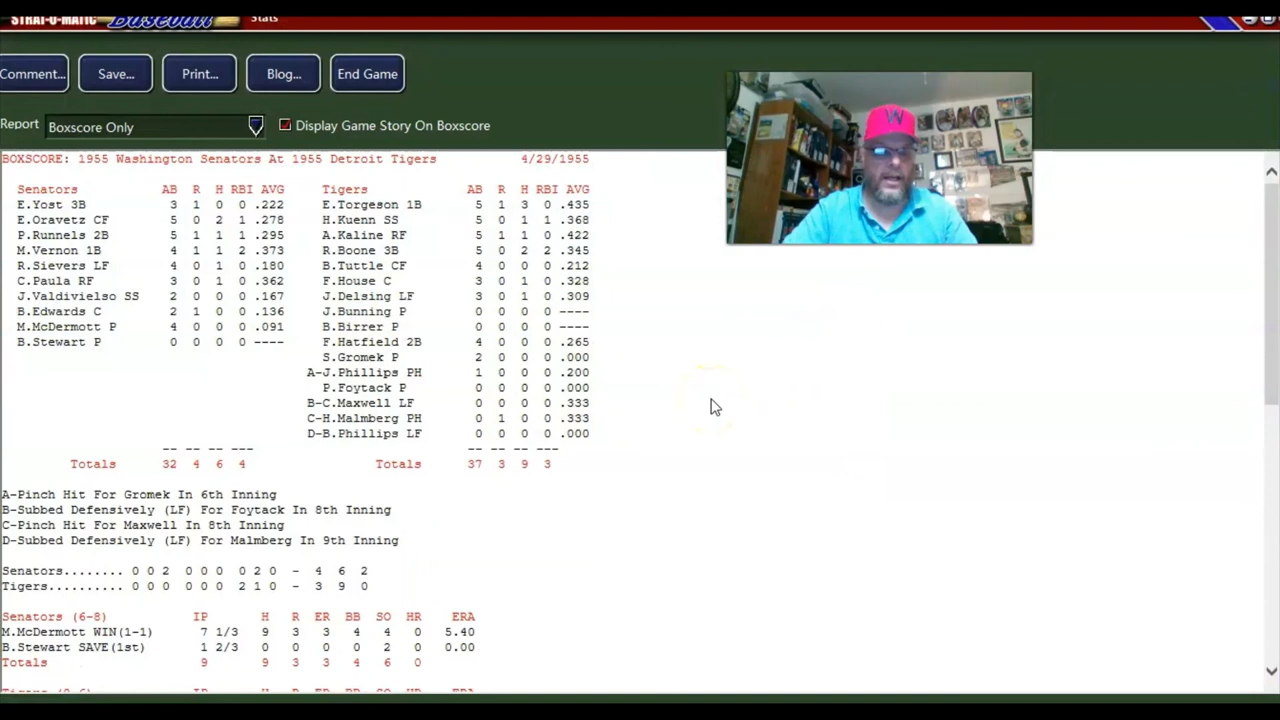 STRAT-O-MATIC Baseball Stats
Comment... Save... Print... Blog... End Game
Report Boxscore Only Display Game Story On Boxscore
W
BOXSCORE: 1955 Washington Senators At 1955 Detroit Tigers 4/29/1955
Senators AB R H RBI AVG Tigers AB R H RBI AVG
E.Yost 3B 3 1 0 0 .222 E.Torgeson 1B 5 1 3 0 .435
E.Oravetz CF 5 0 2 1 .278 H.Kuenn SS 5 0 1 1 .368
P.Runnels 2B 5 1 1 1 .295 A.Kaline RF 5 1 1 0 .422
M.Vernon 1B 4 1 1 2 .373 R.Boone 3B 5 0 2 2 .345
R.Sievers LF 4 0 1 0 .180 B.Tuttle CF 4 0 0 0 .212
C.Paula RF 3 0 1 0 .362 F.House C 3 0 1 0 .328
J.Valdivielso SS 2 0 0 0 .167 J.Delsing LF 3 0 1 0 .309
B.Edwards C 2 1 0 0 .136 J.Bunning P 0 0 0 0 ----
M.McDermott P 4 0 0 0 .091 B.Birrer P 0 0 0 0 ----
B.Stewart P 0 0 0 0 ---- F.Hatfield 2B 4 0 0 0 .265
S.Gromek P 2 0 0 0 .000
A-J.Phillips PH 1 0 0 0 .200
P.Foytack P 0 0 0 0 .000
B-C.Maxwell LF 0 0 0 0 .333
C-H.Malmberg PH 0 1 0 0 .333
D-B.Phillips LF 0 0 0 0 .000
-- -- -- --- -- -- -- ---
Totals 32 4 6 4 Totals 37 3 9 3
A-Pinch Hit For Gromek In 6th Inning
B-Subbed Defensively (LF) For Foytack In 8th Inning
C-Pinch Hit For Maxwell In 8th Inning
D-Subbed Defensively (LF) For Malmberg In 9th Inning
Senators........ 0 0 2 0 0 0 0 2 0 - 4 6 2
Tigers.......... 0 0 0 0 0 0 2 1 0 - 3 9 0
Senators (6-8) IP H R ER BB SO HR ERA
M.McDermott WIN(1-1) 7 1/3 9 3 3 4 4 0 5.40
B.Stewart SAVE(1st) 1 2/3 0 0 0 0 2 0 0.00
Totals 9 9 3 3 4 6 0